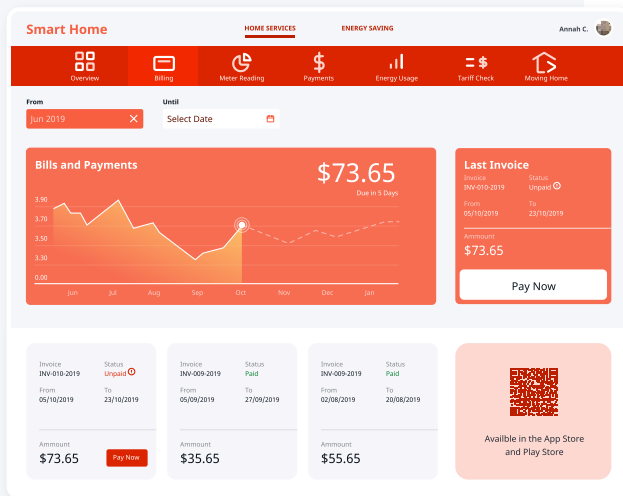 Smart Home
HOME SERVICES
ENERGY SAVING
Annah C.
Overview
Billing
Meter Reading
Payments
Energy Usage
Tariff Check
Moving Home
From
Until
Jun 2019
Select Date
Bills and Payments
$73.65
Due in 5 Days
3.90
3.70
3.50
3.30
0.00
Jun Jul Aug Sep Oct Nov Dec Jan
Last Invoice
Invoice Status
INV-010-2019 Unpaid
From To
05/10/2019 23/10/2019
Ammount
$73.65
Pay Now
Invoice Status
INV-010-2019 Unpaid
From To
05/10/2019 23/10/2019
Ammount
$73.65 Pay Now
Invoice Status
INV-009-2019 Paid
From To
05/09/2019 27/09/2019
Ammount
$35.65
Invoice Status
INV-009-2019 Paid
From To
02/08/2019 20/08/2019
Ammount
$55.65
Availble in the App Store
and Play Store